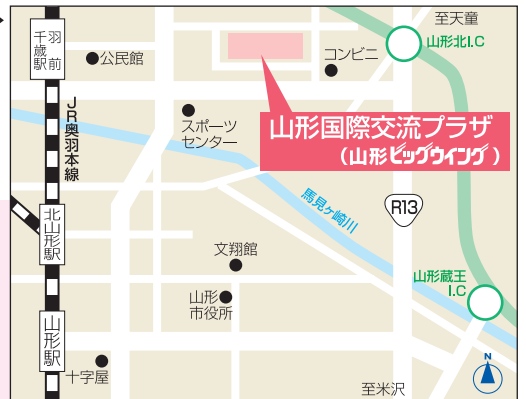 至天童
山形北I.C
羽前
千歳駅
公民館
コンビニ
JR奥羽本線
スポーツ
センター
山形国際交流プラザ
(山形ビッグウイング)
馬見ヶ崎川
R13
北山形駅
文翔館
山形蔵王
I.C
山形
市役所
山形駅
十字屋
至米沢
N